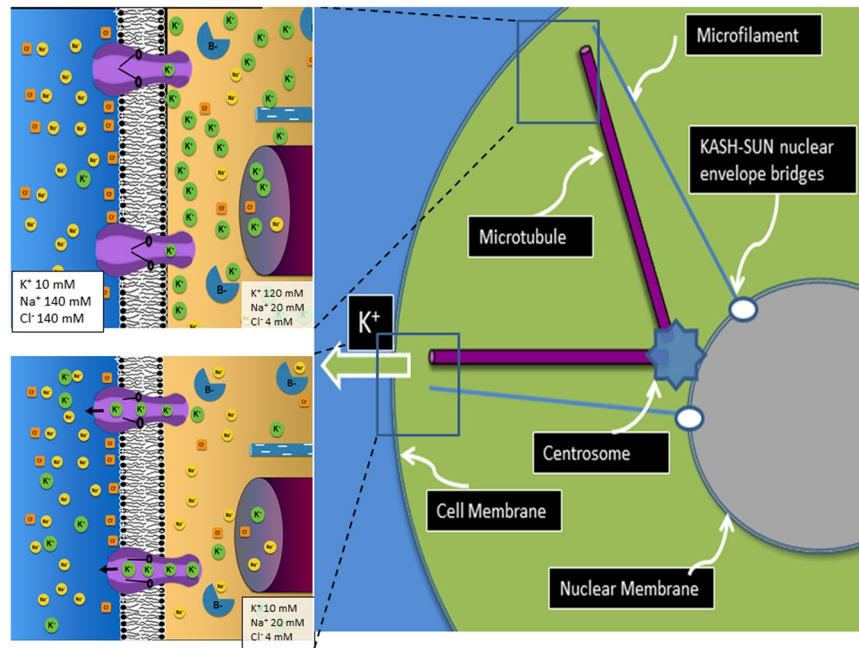 K⁺ 10 mM
Na⁺ 140 mM
Cl⁻ 140 mM
K⁺ 120 mM
Na⁺ 20 mM
Cl⁻ 4 mM
B-
B-
K⁺ 10 mM
Na⁺ 20 mM
Cl⁻ 4 mM
B-
B-
B-
K⁺
Microfilament
KASH-SUN nuclear
envelope bridges
Microtubule
Centrosome
Cell Membrane
Nuclear Membrane